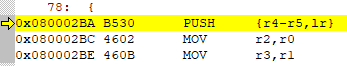 78: {
0x080002BA B530 PUSH {r4-r5,lr}
0x080002BC 4602 MOV r2,r0
0x080002BE 460B MOV r3,r1